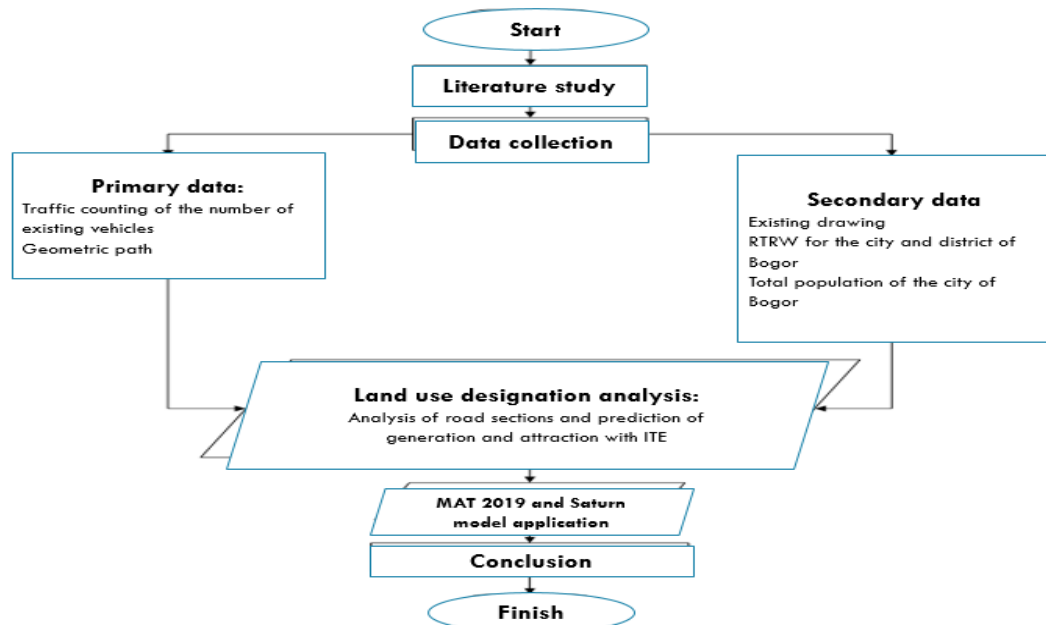 Start
Literature study
Data collection
Primary data:
Traffic counting of the number of
existing vehicles
Geometric path
Secondary data
Existing drawing
RTRW for the city and district of
Bogor
Total population of the city of
Bogor
Land use designation analysis:
Analysis of road sections and prediction of
generation and attraction with ITE
MAT 2019 and Saturn
model application
Conclusion
Finish